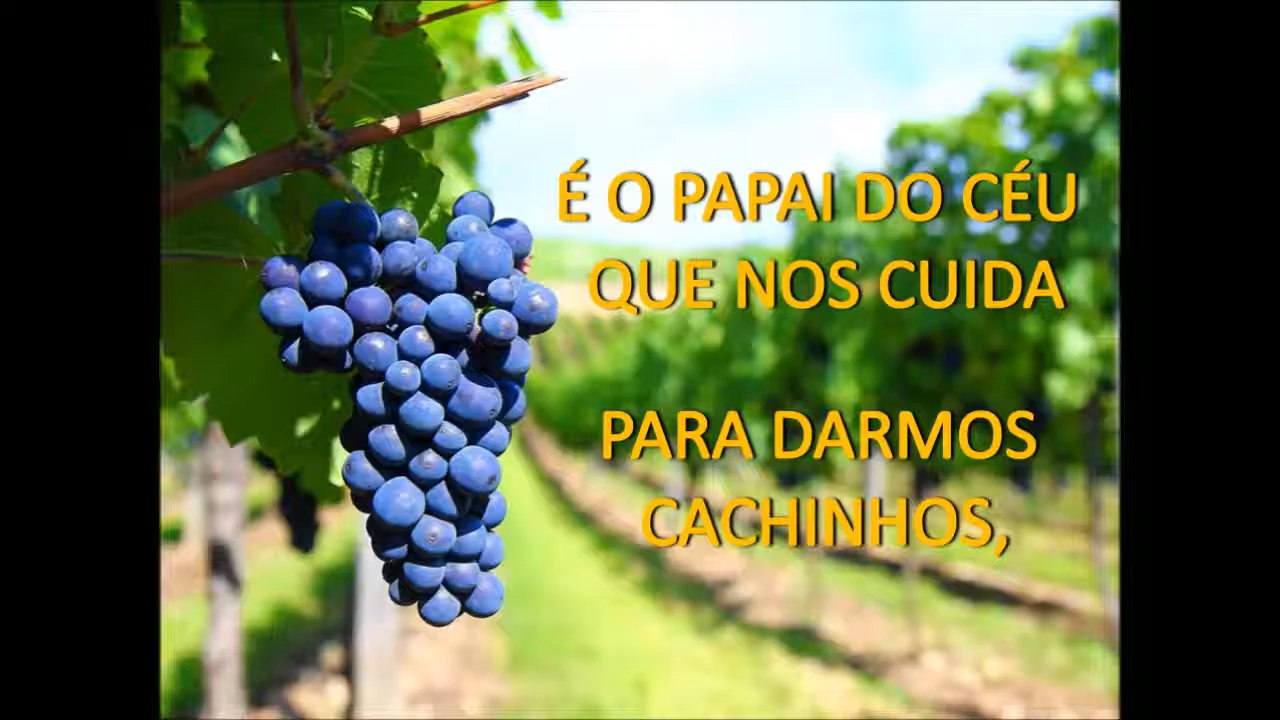 É O PAPAI DO CÉU
QUE NOS CUIDA
PARA DARMOS
CACHINHOS,